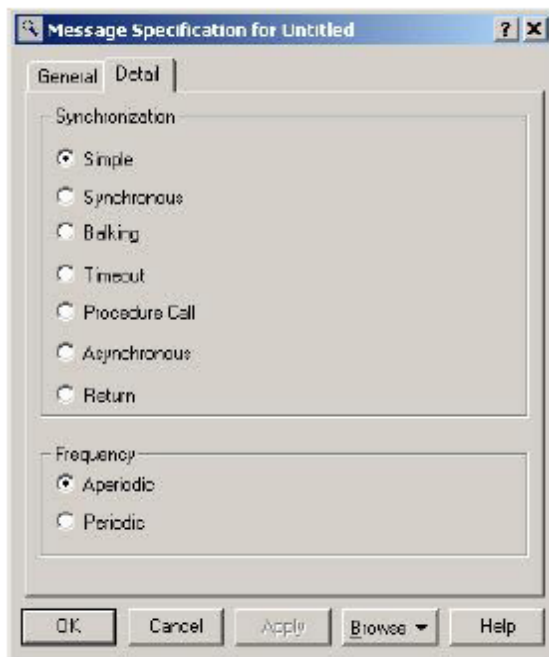 Message Specification for Untitled
General Detail
Synchronization
Simple
Synchronous
Balking
Timeout
Procedure Call
Asynchronous
Return
Frequency
Aperiodic
Periodic
OK Cancel Apply Browse Help